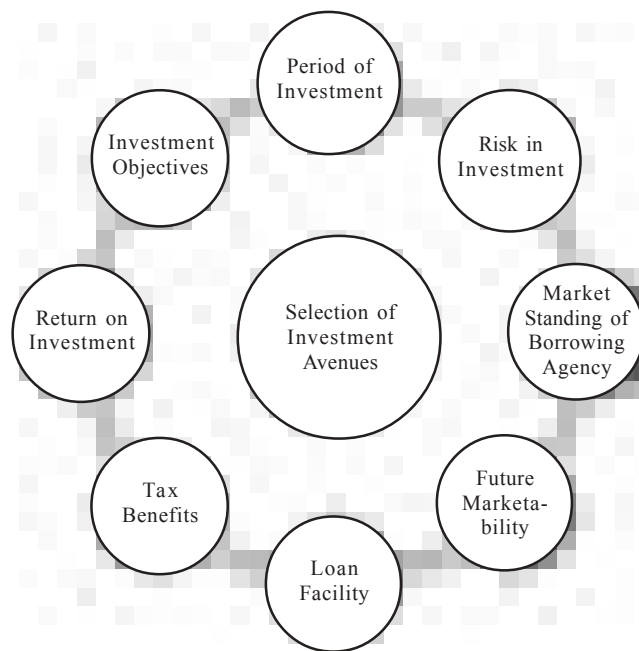 Period of
Investment
Investment
Objectives
Risk in
Investment
Return on
Investment
Selection of
Investment
Avenues
Market
Standing of
Borrowing
Agency
Tax
Benefits
Future
Marketa-
bility
Loan
Facility